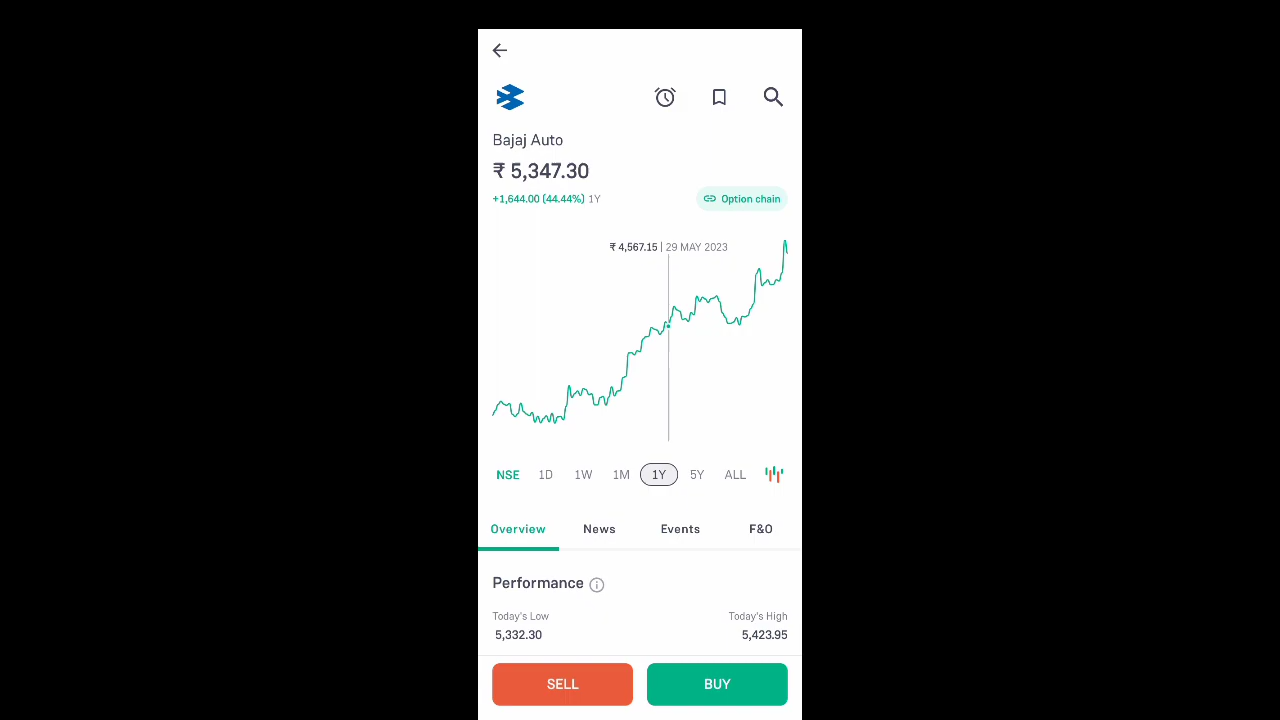 Bajaj Auto
₹ 5,347.30
+1,644.00 (44.44%) 1Y
Option chain
₹ 4,567.15 | 29 MAY 2023
NSE 1D 1W 1M 1Y 5Y ALL
Overview News Events F&O
Performance
Today's Low Today's High
5,332.30 5,423.95
SELL BUY